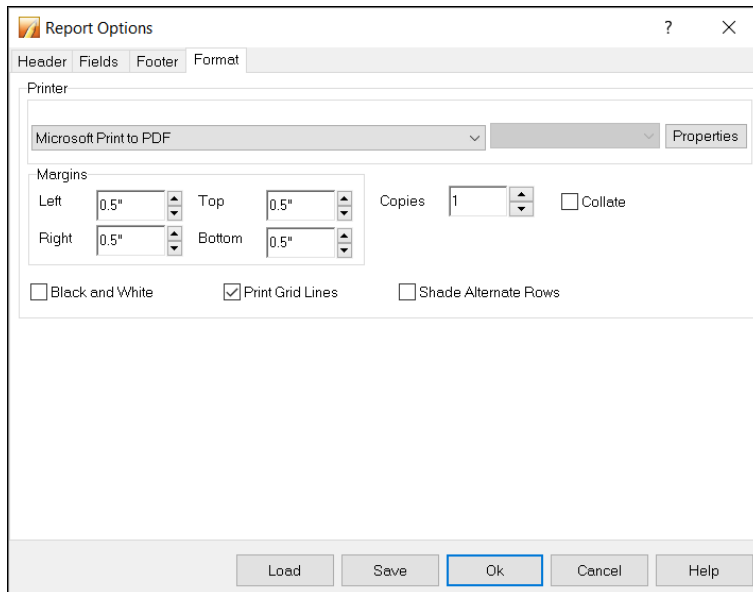 Report Options
Header Fields Footer Format
Printer
Microsoft Print to PDF Properties
Margins
Left 0.5" Top 0.5" Copies 1 Collate
Right 0.5" Bottom 0.5"
Black and White Print Grid Lines Shade Alternate Rows
Load Save Ok Cancel Help